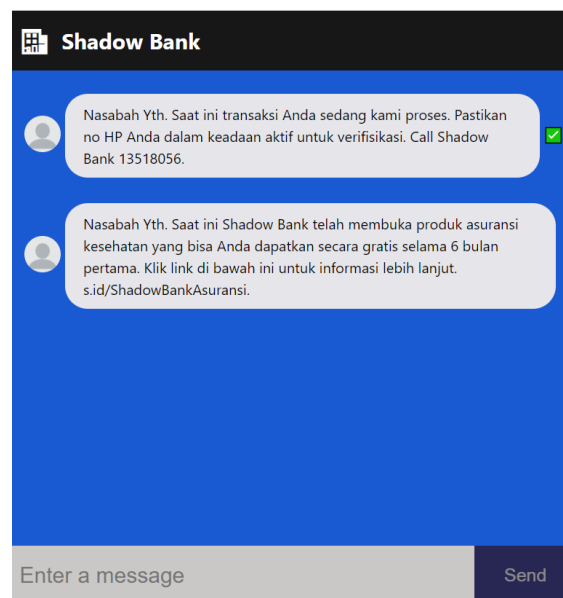 Shadow Bank
Nasabah Yth. Saat ini transaksi Anda sedang kami proses. Pastikan
no HP Anda dalam keadaan aktif untuk verifisikasi. Call Shadow
Bank 13518056.
Nasabah Yth. Saat ini Shadow Bank telah membuka produk asuransi
kesehatan yang bisa Anda dapatkan secara gratis selama 6 bulan
pertama. Klik link di bawah ini untuk informasi lebih lanjut.
s.id/ShadowBankAsuransi.
Enter a message
Send